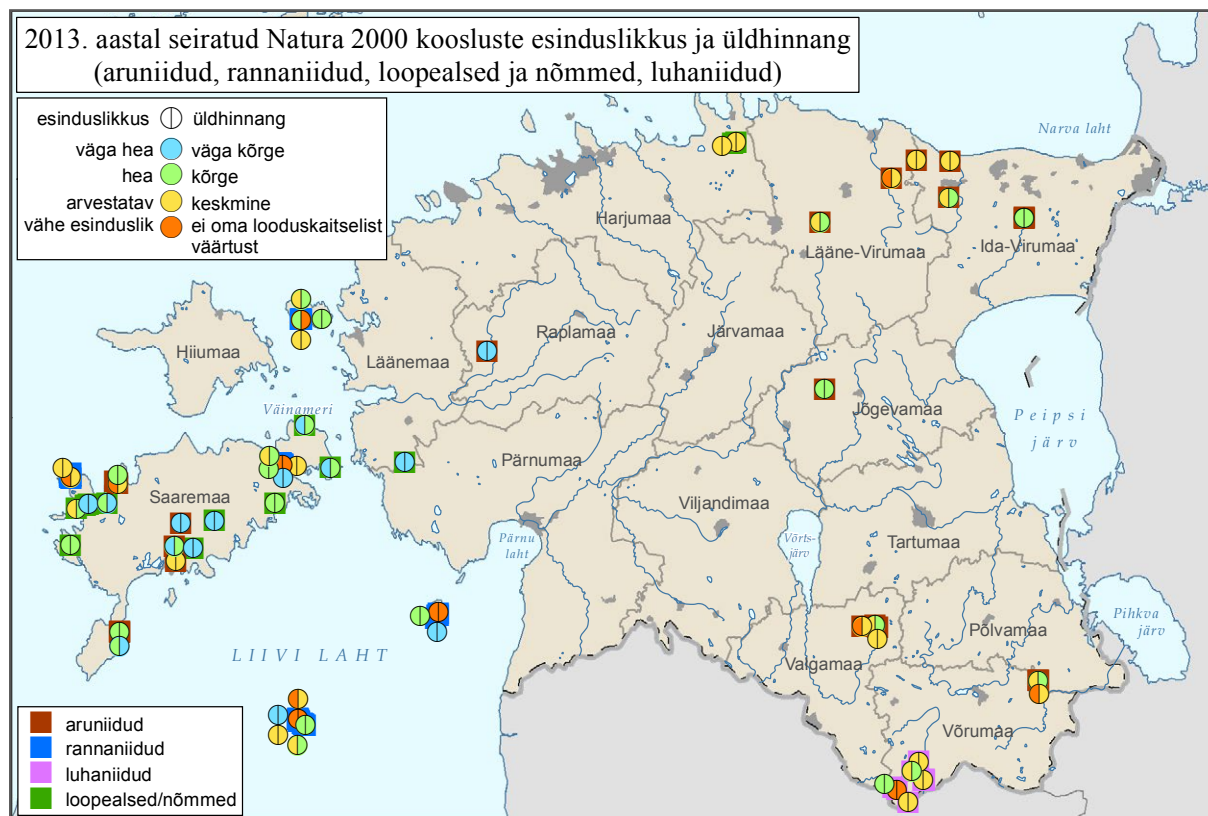 2013. aastal seiratud Natura 2000 koosluste esinduslikkus ja üldhinnang
(aruniidud, rannaniidud, loopealsed ja nõmmed, luhaniidud)
esinduslikkus üldhinnang
väga hea väga kõrge
hea kõrge
arvestatav keskmine
vähe esinduslik ei oma looduskaitselist
väärtust
Narva laht
Harjumaa
Lääne-Virumaa
Ida-Virumaa
Hiiumaa
Läänemaa
Raplamaa
Järvamaa
Väinameri
Jõgevamaa
Peipsi
järv
Saaremaa
Pärnumaa
Viljandimaa
Pärnu
laht
Võrts-
järv
Tartumaa
Pihkva
järv
LIIVI LAHT
Valgamaa
Põlvamaa
Võrumaa
aruniidud
rannaniidud
luhaniidud
loopealsed/nõmmed